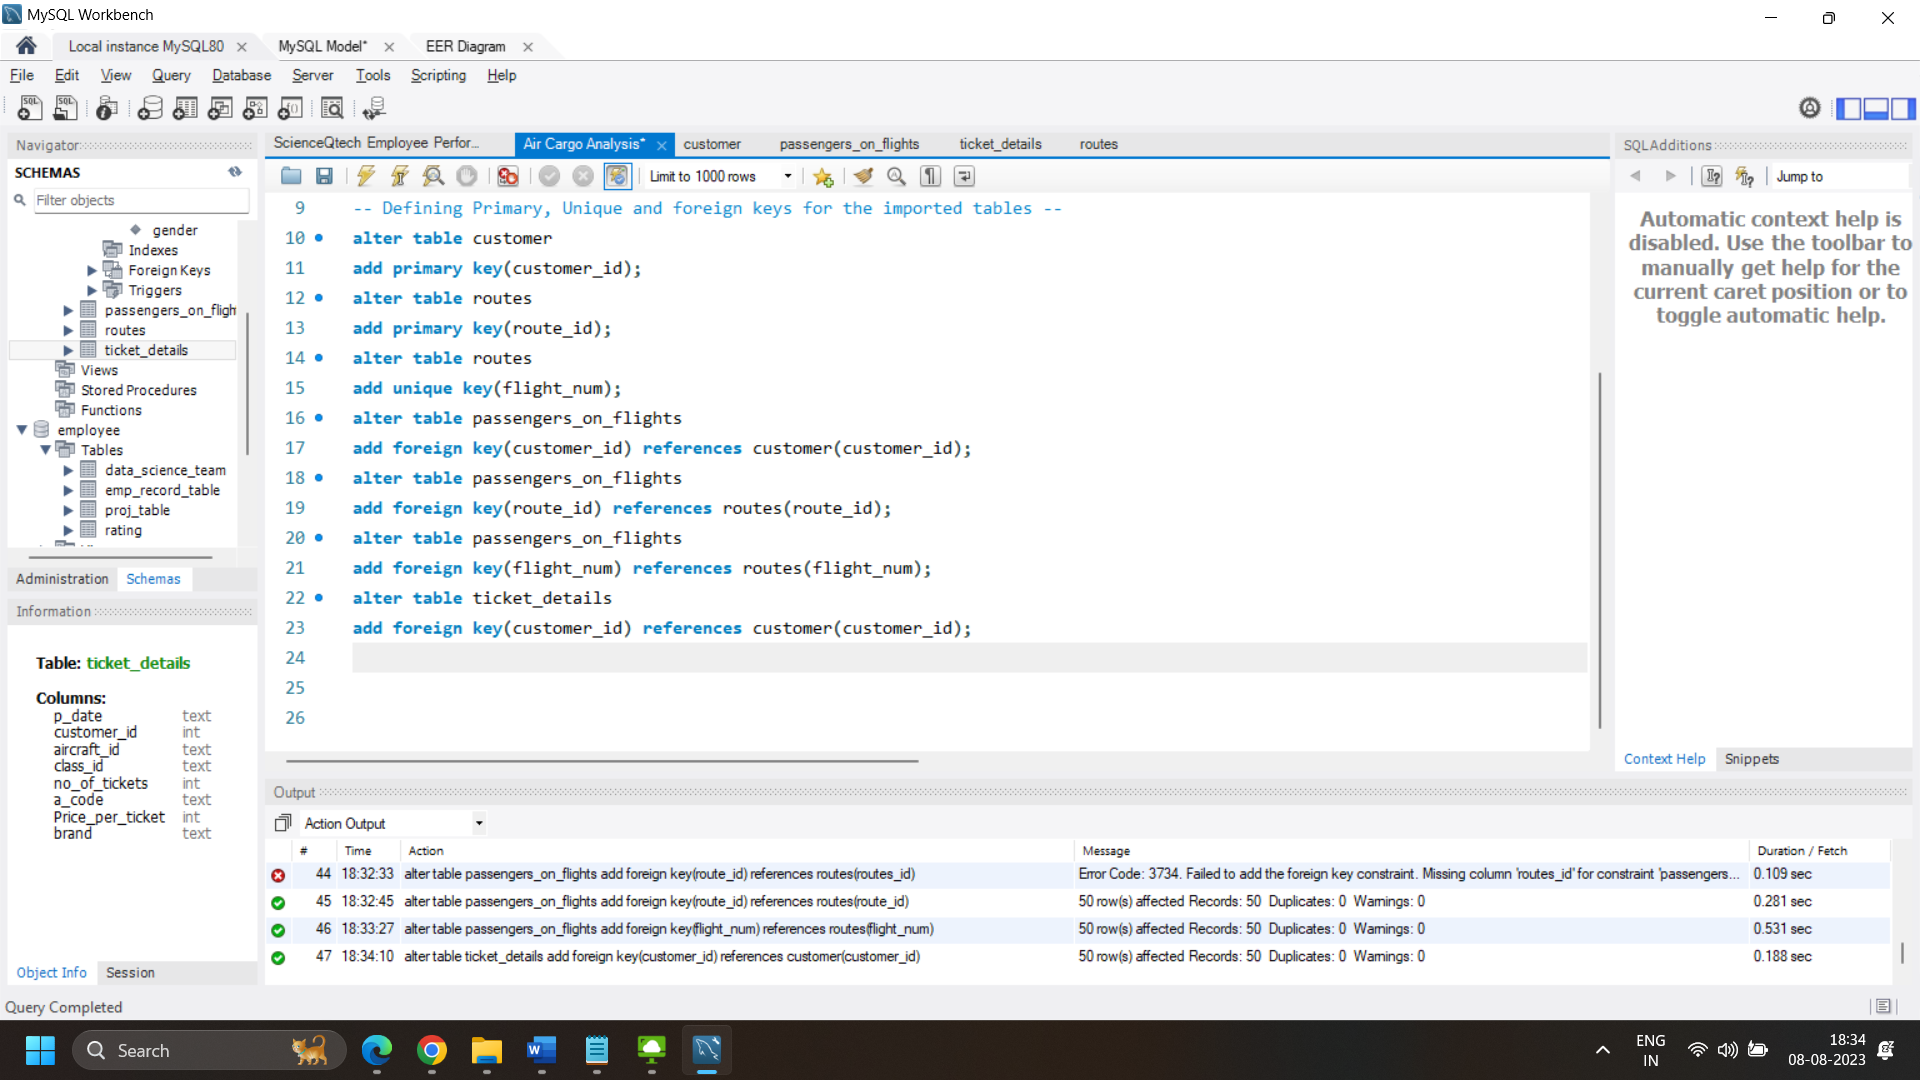 MySQL Workbench
Local instance MySQL80
MySQL Model*
EER Diagram
File Edit View Query Database Server Tools Scripting Help
Navigator
SCHEMAS
Filter objects
gender
Indexes
Foreign Keys
Triggers
passengers_on_fligh
routes
ticket_details
Views
Stored Procedures
Functions
employee
Tables
data_science_team
emp_record_table
proj_table
rating
Administration Schemas
Information
Table: ticket_details
Columns:
p_date text
customer_id int
aircraft_id text
class_id text
no_of_tickets int
a_code text
Price_per_ticket int
brand text
Object Info Session
Query Completed
ScienceQtech Employee Perfor... Air Cargo Analysis* customer passengers_on_flights ticket_details routes
Limit to 1000 rows
9 -- Defining Primary, Unique and foreign keys for the imported tables --
10 alter table customer
11 add primary key(customer_id);
12 alter table routes
13 add primary key(route_id);
14 alter table routes
15 add unique key(flight_num);
16 alter table passengers_on_flights
17 add foreign key(customer_id) references customer(customer_id);
18 alter table passengers_on_flights
19 add foreign key(route_id) references routes(route_id);
20 alter table passengers_on_flights
21 add foreign key(flight_num) references routes(flight_num);
22 alter table ticket_details
23 add foreign key(customer_id) references customer(customer_id);
24
25
26
SQLAdditions
Jump to
Automatic context help is
disabled. Use the toolbar to
manually get help for the
current caret position or to
toggle automatic help.
Context Help Snippets
Output
Action Output
# Time Action Message Duration / Fetch
44 18:32:33 alter table passengers_on_flights add foreign key(route_id) references routes(routes_id) Error Code: 3734. Failed to add the foreign key constraint. Missing column 'routes_id' for constraint 'passengers... 0.109 sec
45 18:32:45 alter table passengers_on_flights add foreign key(route_id) references routes(route_id) 50 row(s) affected Records: 50 Duplicates: 0 Warnings: 0 0.281 sec
46 18:33:27 alter table passengers_on_flights add foreign key(flight_num) references routes(flight_num) 50 row(s) affected Records: 50 Duplicates: 0 Warnings: 0 0.531 sec
47 18:34:10 alter table ticket_details add foreign key(customer_id) references customer(customer_id) 50 row(s) affected Records: 50 Duplicates: 0 Warnings: 0 0.188 sec
Search
ENG
IN
18:34
08-08-2023